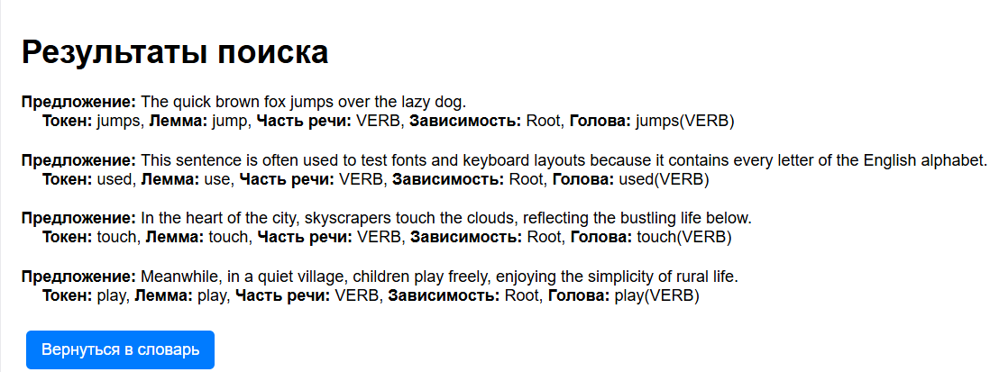 Результаты поиска
Предложение: The quick brown fox jumps over the lazy dog.
Токен: jumps, Лемма: jump, Часть речи: VERB, Зависимость: Root, Голова: jumps(VERB)
Предложение: This sentence is often used to test fonts and keyboard layouts because it contains every letter of the English alphabet.
Токен: used, Лемма: use, Часть речи: VERB, Зависимость: Root, Голова: used(VERB)
Предложение: In the heart of the city, skyscrapers touch the clouds, reflecting the bustling life below.
Токен: touch, Лемма: touch, Часть речи: VERB, Зависимость: Root, Голова: touch(VERB)
Предложение: Meanwhile, in a quiet village, children play freely, enjoying the simplicity of rural life.
Токен: play, Лемма: play, Часть речи: VERB, Зависимость: Root, Голова: play(VERB)
Вернуться в словарь